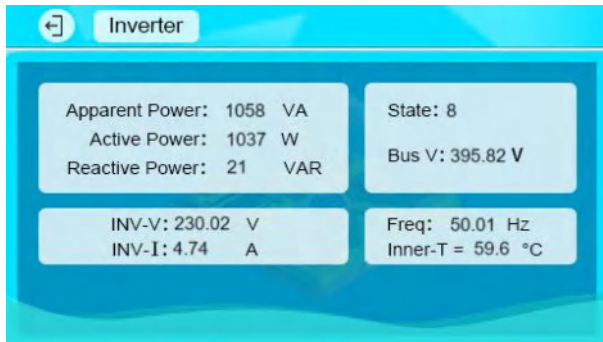 Inverter
Apparent Power: 1058 VA
Active Power: 1037 W
Reactive Power: 21 VAR
State: 8
Bus V: 395.82 V
INV-V: 230.02 V
INV-I: 4.74 A
Freq: 50.01 Hz
Inner-T = 59.6 °C